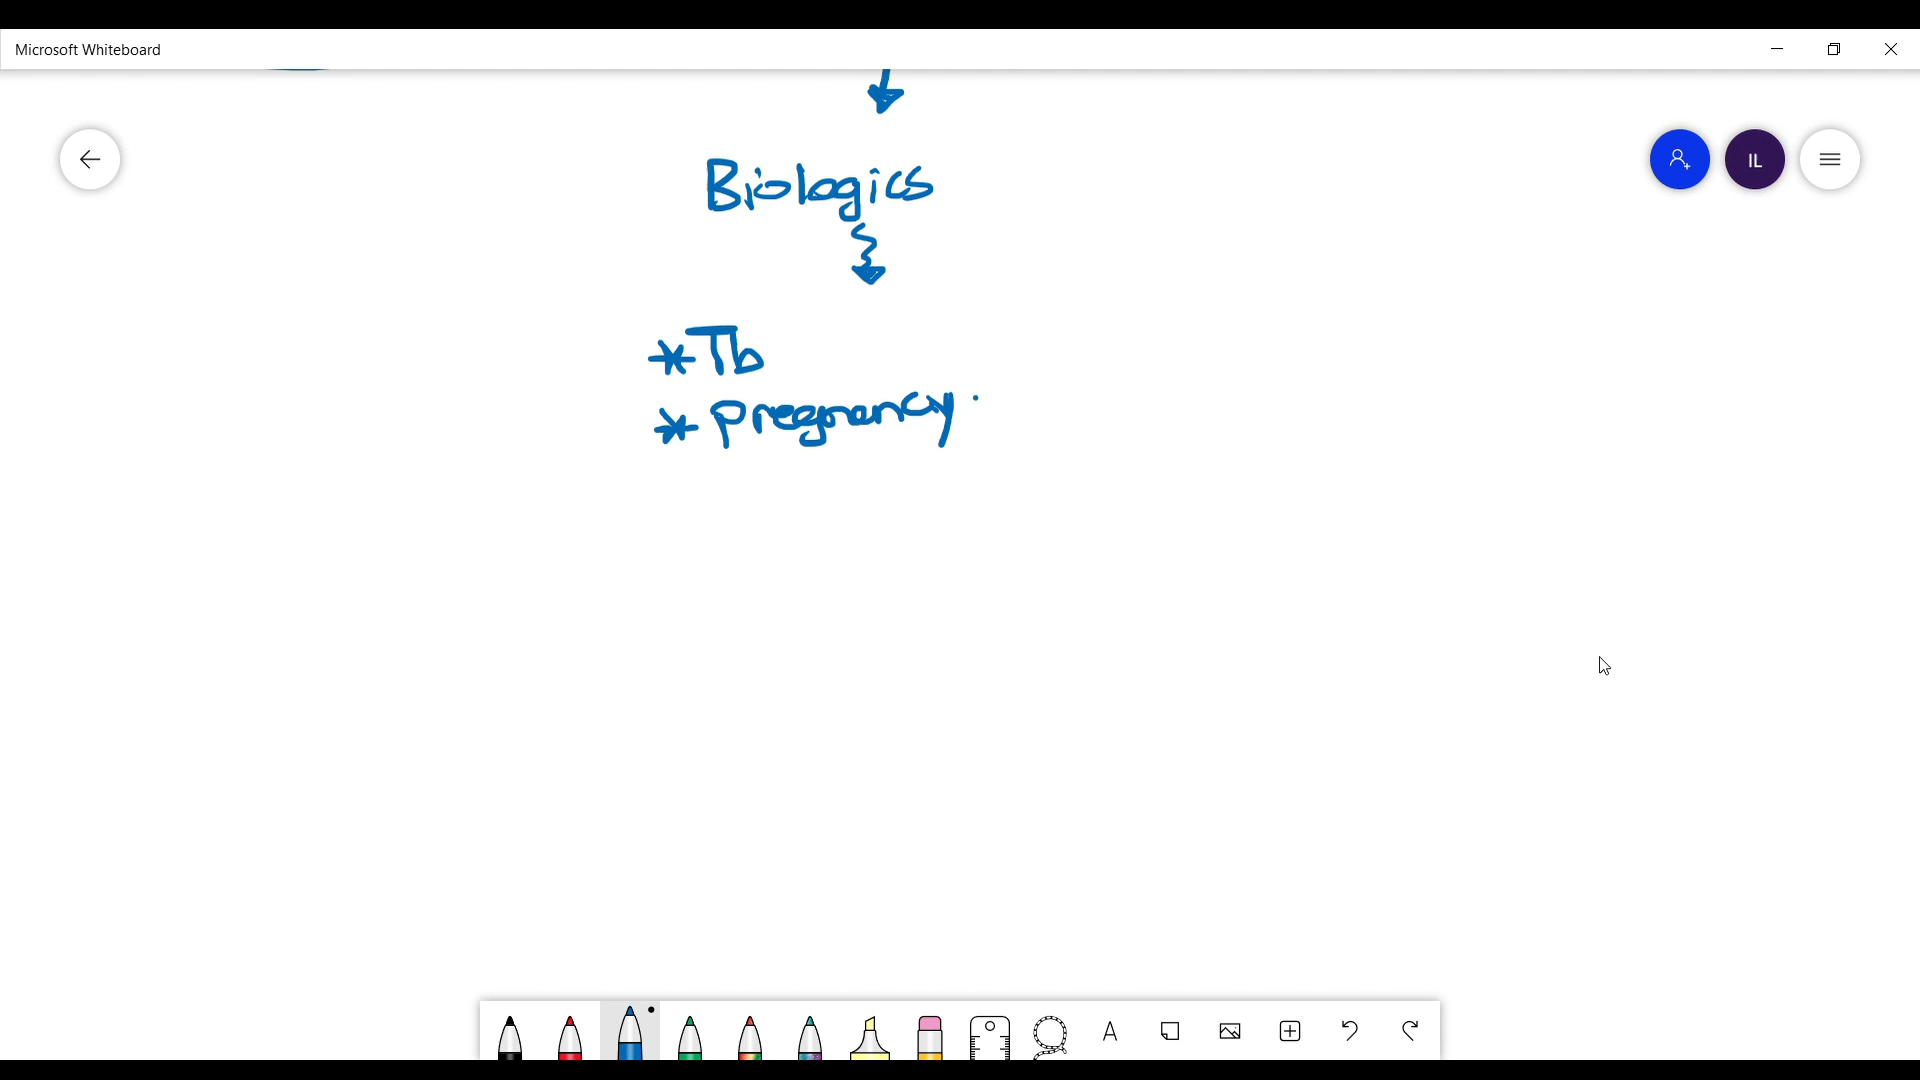 Microsoft Whiteboard
IL
Biologics
* Tb
* pregnancy
A